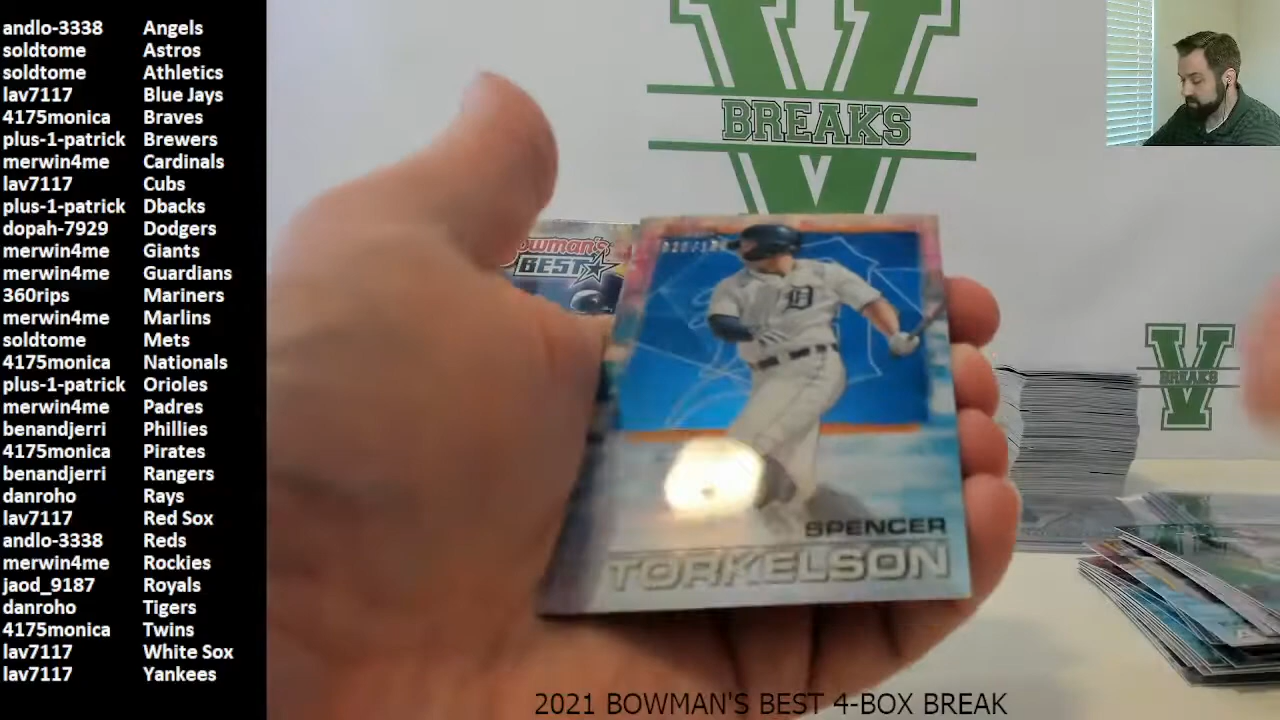 andlo-3338 Angels
soldtome Astros
soldtome Athletics
lav7117 Blue Jays
4175monica Braves
plus-1-patrick Brewers
merwin4me Cardinals
lav7117 Cubs
plus-1-patrick Dbacks
dopah-7929 Dodgers
merwin4me Giants
merwin4me Guardians
360rips Mariners
merwin4me Marlins
soldtome Mets
4175monica Nationals
plus-1-patrick Orioles
merwin4me Padres
benandjerri Phillies
4175monica Pirates
benandjerri Rangers
danroho Rays
lav7117 Red Sox
andlo-3338 Reds
merwin4me Rockies
jaod_9187 Royals
danroho Tigers
4175monica Twins
lav7117 White Sox
lav7117 Yankees
V
BREAKS
owman's
BEST
D
SPENCER
TORKELSON
V
BREAKS
2021 BOWMAN'S BEST 4-BOX BREAK